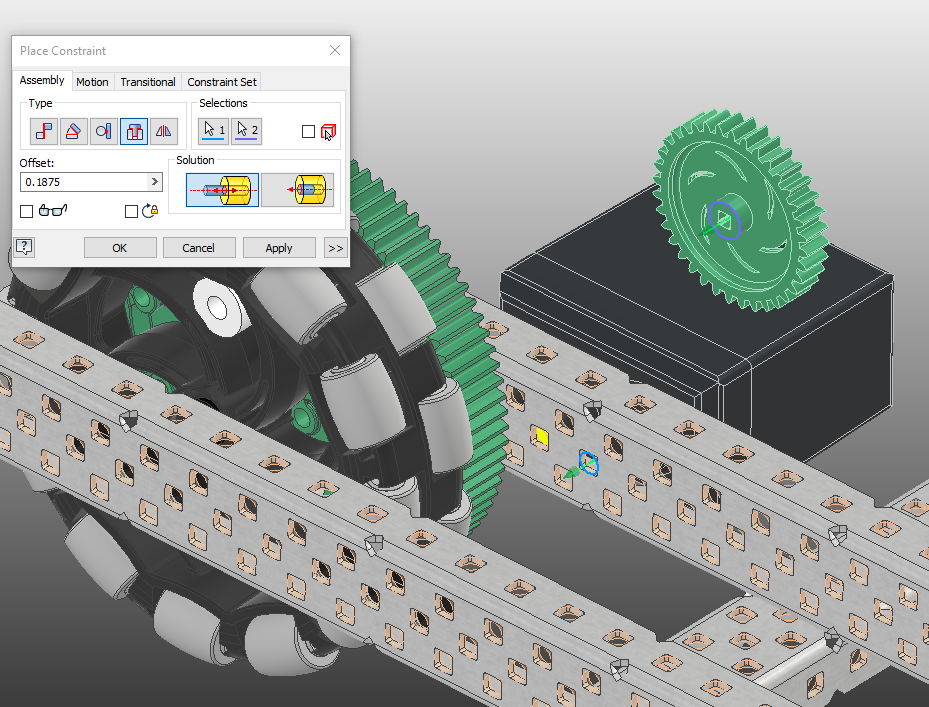 Place Constraint
Assembly Motion Transitional Constraint Set
Type Selections
1 2
Offset: Solution
0.1875 >
? OK Cancel Apply >>